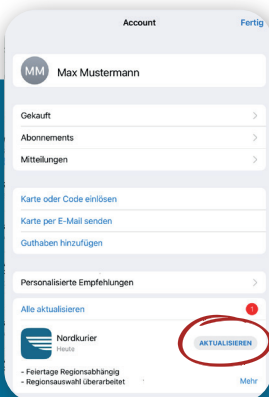 Account
Fertig
MM
Max Mustermann
Gekauft
Abonnements
Mitteilungen
Karte oder Code einlösen
Karte per E-Mail senden
Guthaben hinzufügen
Personalisierte Empfehlungen
Alle aktualisieren
1
Nordkurier
Heute
AKTUALISIEREN
- Feiertage Regionsabhängig
- Regionsauswahl überarbeitet
Mehr